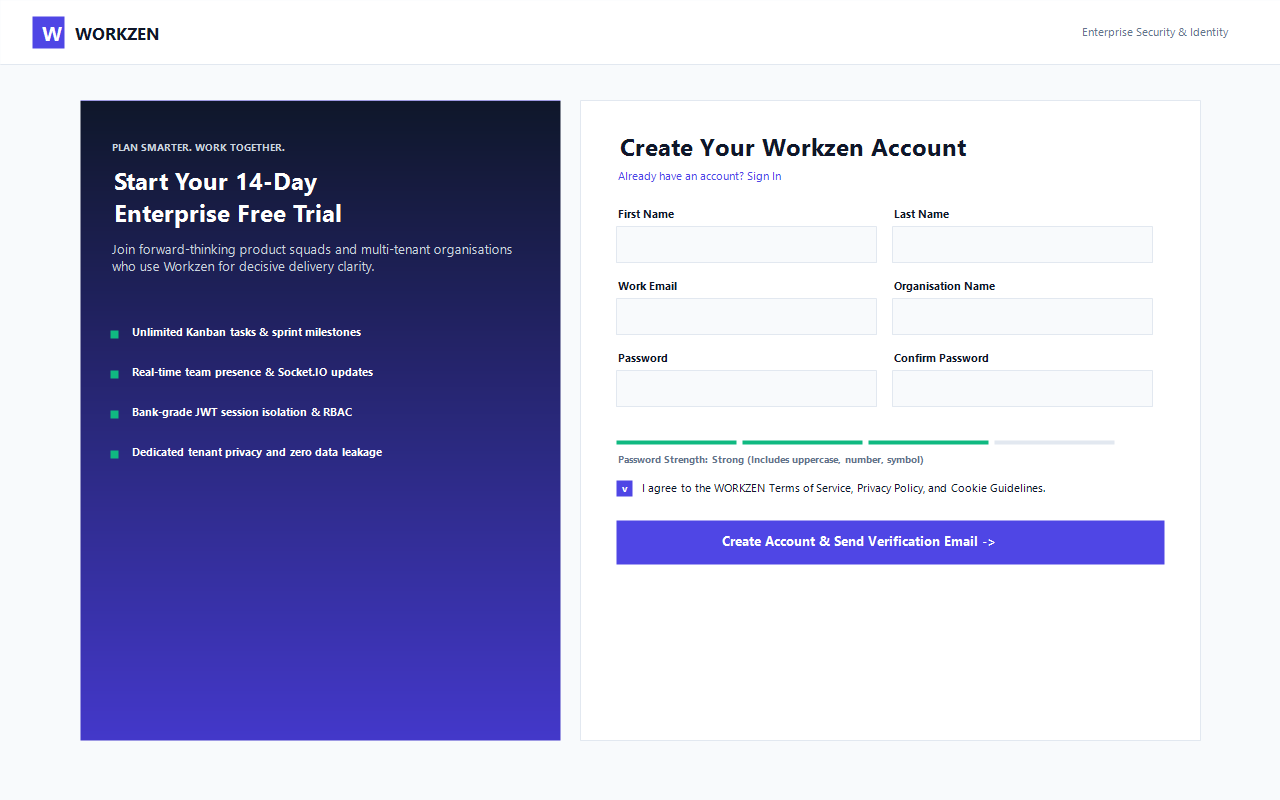 W WORKZEN
Enterprise Security & Identity
PLAN SMARTER. WORK TOGETHER.
Start Your 14-Day
Enterprise Free Trial
Join forward-thinking product squads and multi-tenant organisations
who use Workzen for decisive delivery clarity.
Unlimited Kanban tasks & sprint milestones
Real-time team presence & Socket.IO updates
Bank-grade JWT session isolation & RBAC
Dedicated tenant privacy and zero data leakage
Create Your Workzen Account
Already have an account? Sign In
First Name
Last Name
Work Email
Organisation Name
Password
Confirm Password
Password Strength: Strong (Includes uppercase, number, symbol)
v I agree to the WORKZEN Terms of Service, Privacy Policy, and Cookie Guidelines.
Create Account & Send Verification Email ->